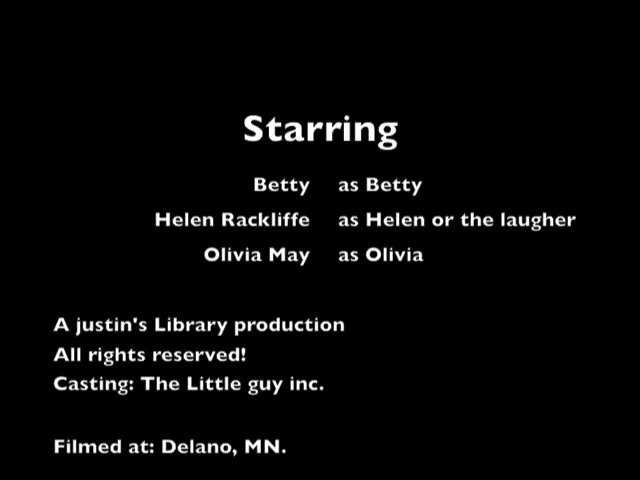 Starring
Betty as Betty
Helen Rackliffe as Helen or the laugher
Olivia May as Olivia
A justin's Library production
All rights reserved!
Casting: The Little guy inc.
Filmed at: Delano, MN.